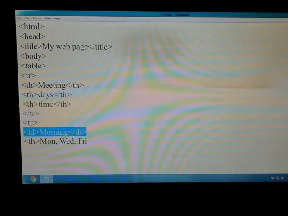 <html>
<head>
<title>My web page</title>
<body>
<table>
<tr>
<th>Meeting</th>
<th>days</th>
<th>time</th>
</tr>
<tr>
<td>Morning</td>
<th>Mon, Wed, Fri